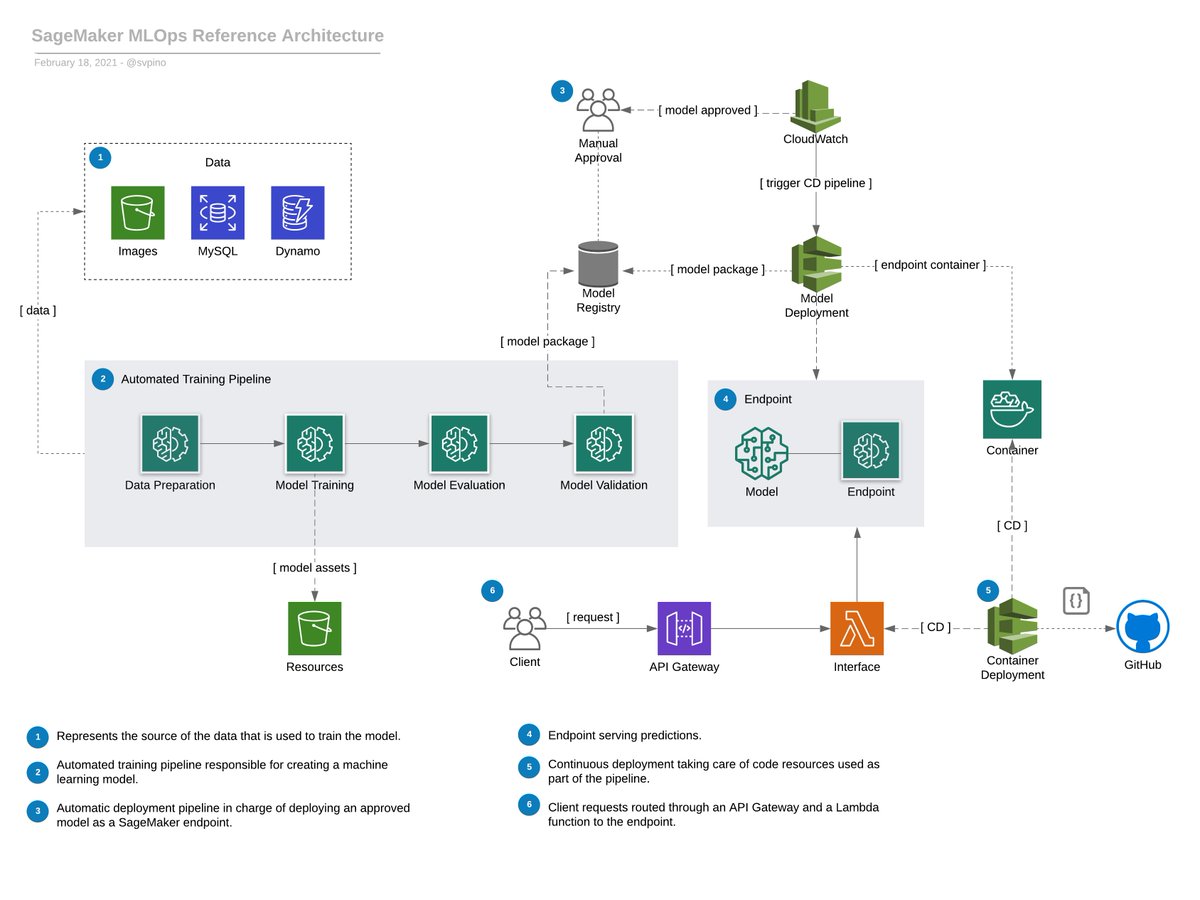 SageMaker MLOps Reference Architecture
February 18, 2021 - @svpino
3
[ model approved ]
Manual
Approval
CloudWatch
[ trigger CD pipeline ]
1
Data
Images
MySQL
Dynamo
[ data ]
Model
Registry
[ model package ]
Model
Deployment
[ endpoint container ]
[ model package ]
2
Automated Training Pipeline
Data Preparation
Model Training
Model Evaluation
Model Validation
4
Endpoint
Model
Endpoint
Container
[ CD ]
[ model assets ]
Resources
6
Client
[ request ]
API Gateway
Interface
[ CD ]
5
Container
Deployment
{}
GitHub
1
Represents the source of the data that is used to train the model.
2
Automated training pipeline responsible for creating a machine
learning model.
3
Automatic deployment pipeline in charge of deploying an approved
model as a SageMaker endpoint.
4
Endpoint serving predictions.
5
Continuous deployment taking care of code resources used as
part of the pipeline.
6
Client requests routed through an API Gateway and a Lambda
function to the endpoint.